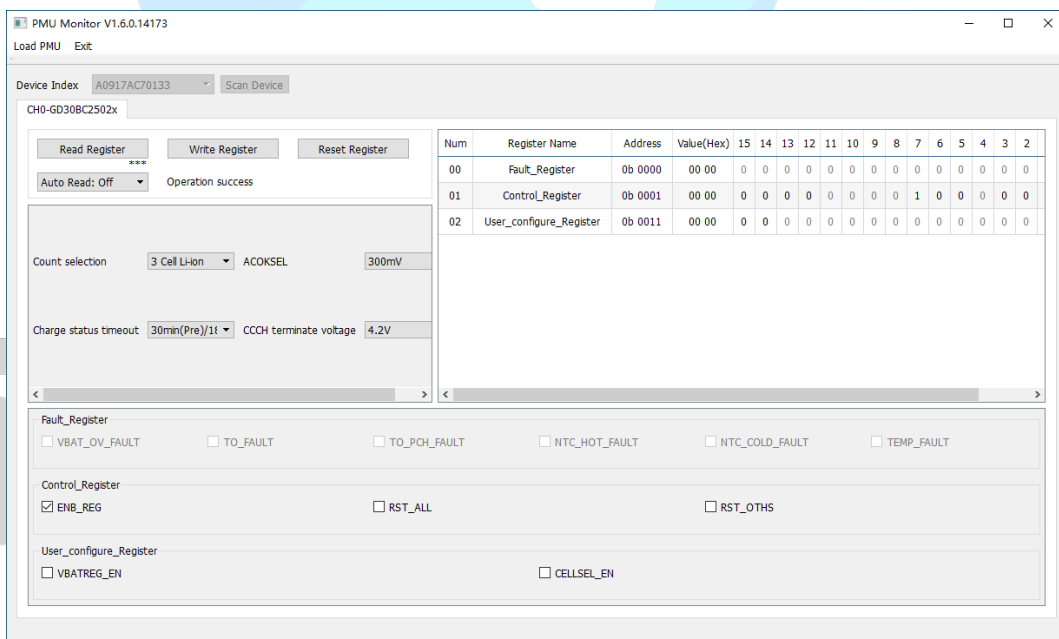 PMU Monitor V1.6.0.14173
Load PMU Exit
Device Index A0917AC70133 Scan Device
CH0-GD30BC2502x
Read Register Write Register Reset Register
***
Auto Read: Off Operation success
Count selection 3 Cell Li-ion ACOKSEL 300mV
Charge status timeout 30min(Pre)/18 CCCH terminate voltage 4.2V
Num Register Name Address Value(Hex) 15 14 13 12 11 10 9 8 7 6 5 4 3 2
00 Fault_Register 0b 0000 00 00 0 0 0 0 0 0 0 0 0 0 0 0 0 0
01 Control_Register 0b 0001 00 00 0 0 0 0 0 0 0 0 1 0 0 0 0 0
02 User_configure_Register 0b 0011 00 00 0 0 0 0 0 0 0 0 0 0 0 0 0 0
Fault_Register
VBAT_OV_FAULT TO_FAULT TO_PCH_FAULT NTC_HOT_FAULT NTC_COLD_FAULT TEMP_FAULT
Control_Register
ENB_REG RST_ALL RST_OTHS
User_configure_Register
VBATREG_EN CELLSEL_EN